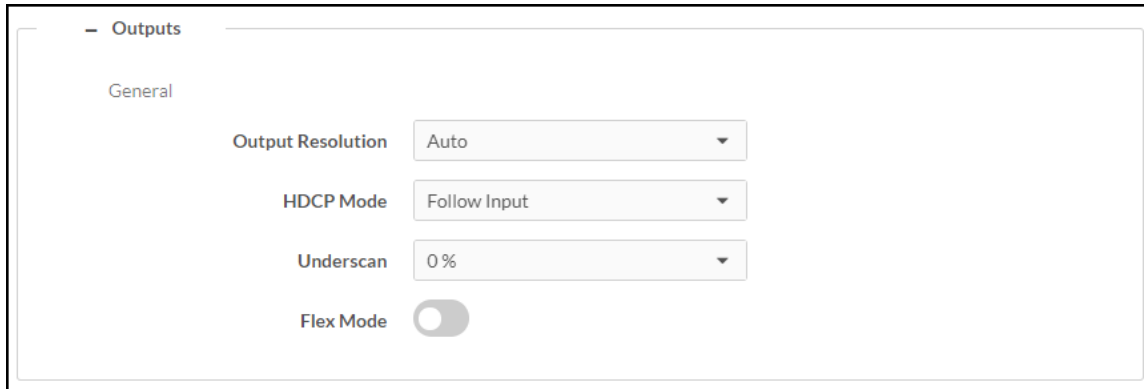 – Outputs
General
Output Resolution Auto
HDCP Mode Follow Input
Underscan 0 %
Flex Mode